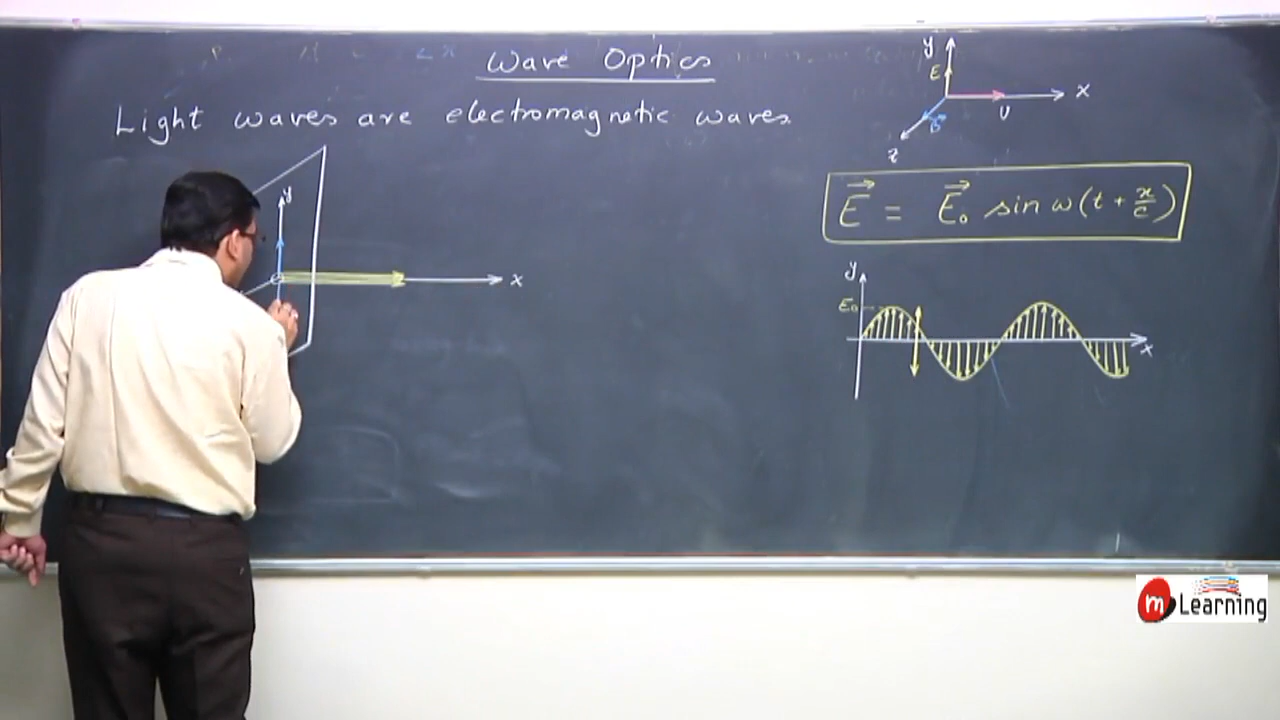 Wave Optics
Light waves are electromagnetic waves.
y
E
x
U
B
z
E⃗ = E⃗₀ sin ω(t + x/c)
y
x
y
E₀
x
m Learning